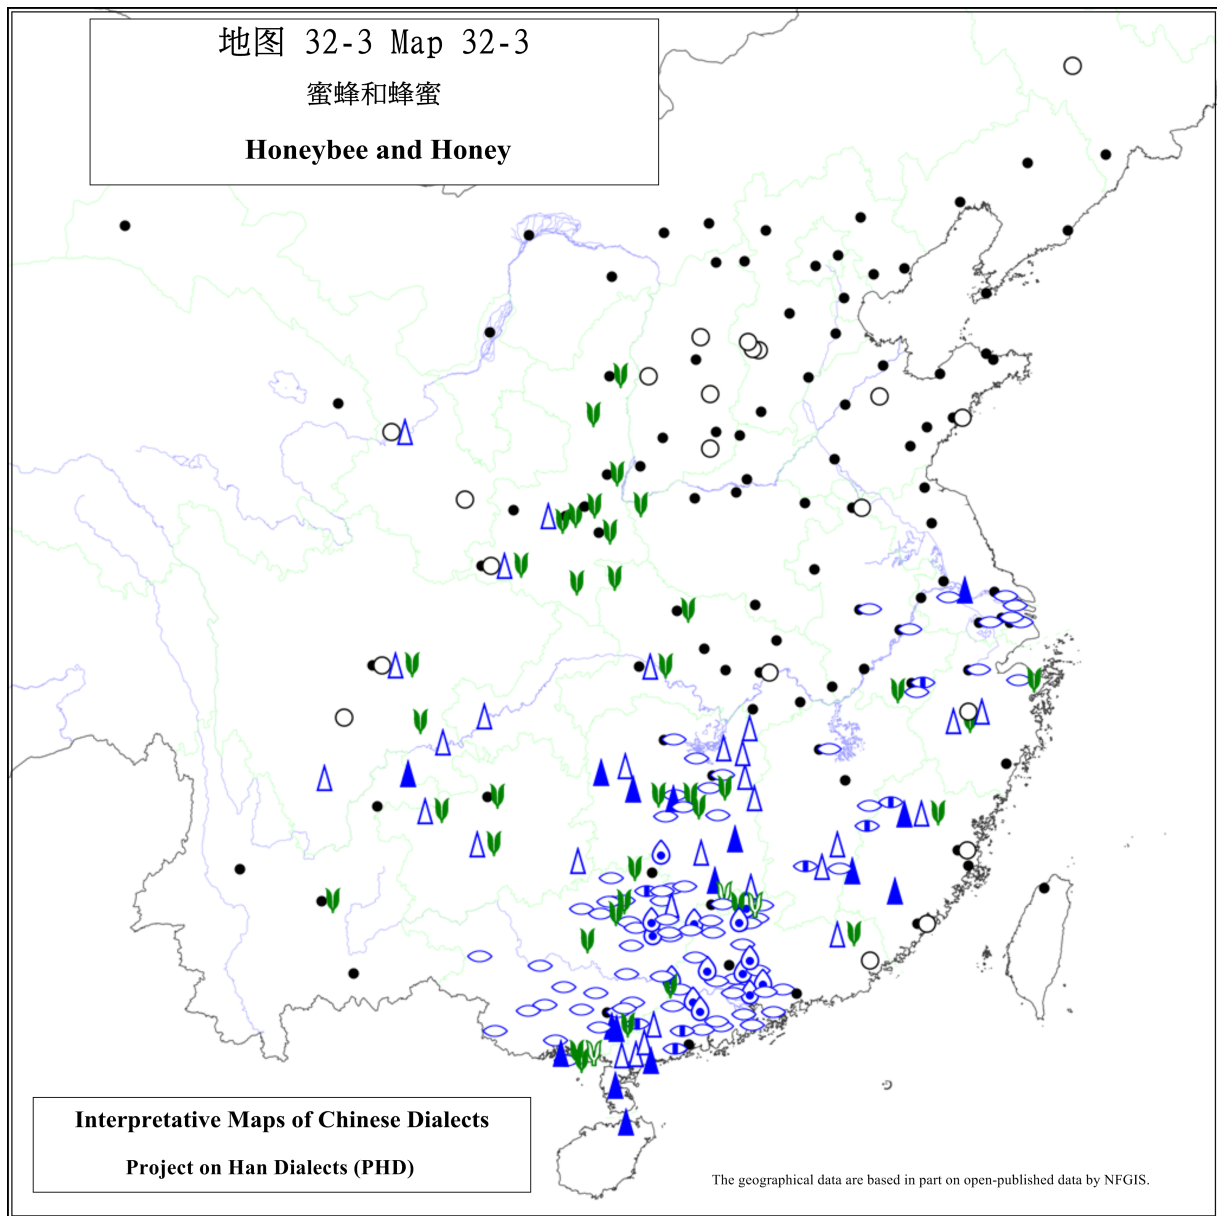 地图 32-3 Map 32-3
蜜蜂和蜂蜜
Honeybee and Honey
Interpretative Maps of Chinese Dialects
Project on Han Dialects (PHD)
The geographical data are based in part on open-published data by NFGIS.